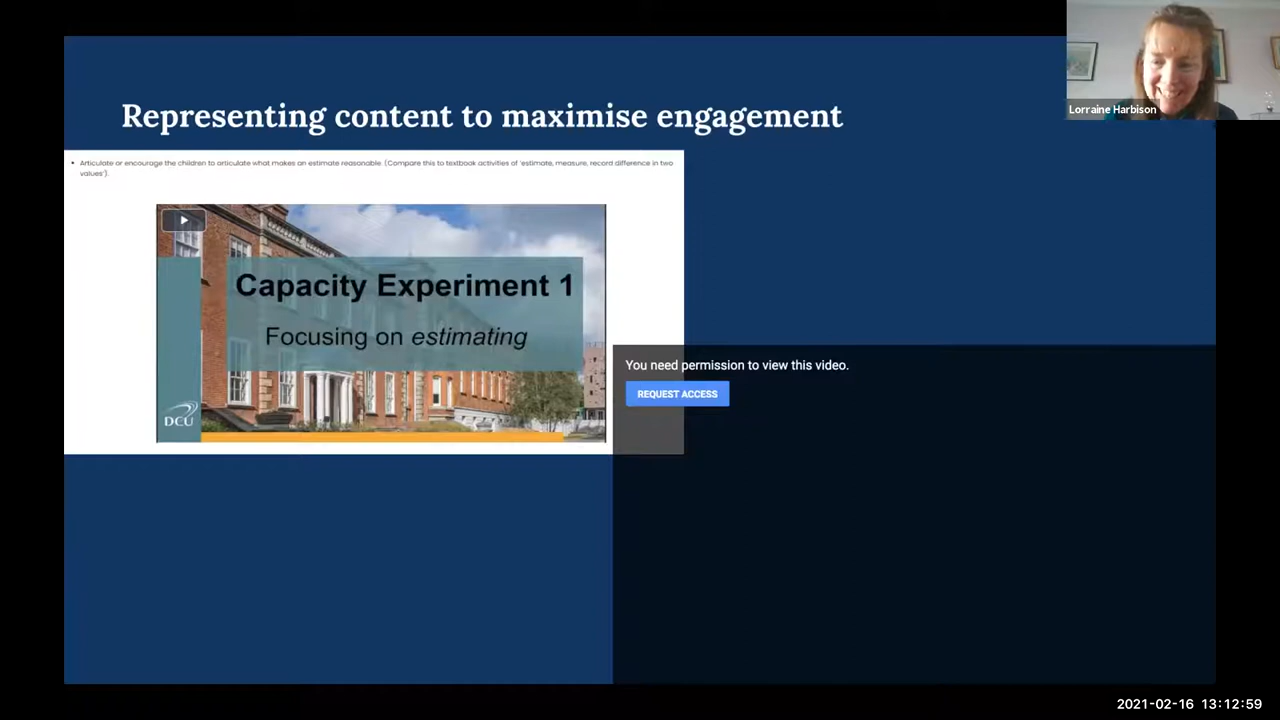 Lorraine Harbison
Representing content to maximise engagement
• Articulate or encourage the children to articulate what makes an estimate reasonable. (Compare this to textbook activities of 'estimate, measure, record difference in two
values').
Capacity Experiment 1
Focusing on estimating
DCU
You need permission to view this video.
REQUEST ACCESS
2021-02-16 13:12:59